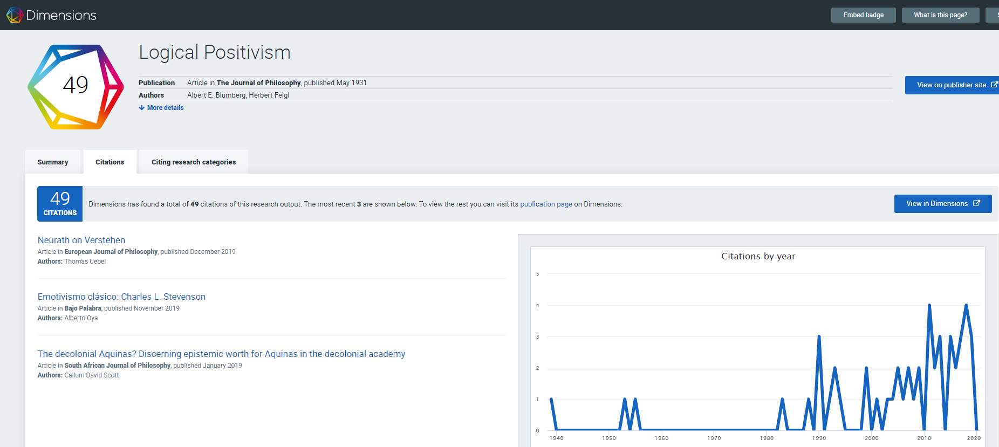 Dimensions
Embed badge
What is this page?
49
Logical Positivism
Publication Article in The Journal of Philosophy, published May 1931
Authors Albert E. Blumberg, Herbert Feigl
More details
View on publisher site
Summary
Citations
Citing research categories
49
CITATIONS
Dimensions has found a total of 49 citations of this research output. The most recent 3 are shown below. To view the rest you can visit its publication page on Dimensions.
View in Dimensions
Neurath on Verstehen
Article in European Journal of Philosophy, published December 2019
Authors: Thomas Uebel
Emotivismo clásico: Charles L. Stevenson
Article in Bajo Palabra, published November 2019
Authors: Alberto Oya
The decolonial Aquinas? Discerning epistemic worth for Aquinas in the decolonial academy
Article in South African Journal of Philosophy, published January 2019
Authors: Callum David Scott
Citations by year
5
4
3
2
1
0
1940 1950 1960 1970 1980 1990 2000 2010 2020